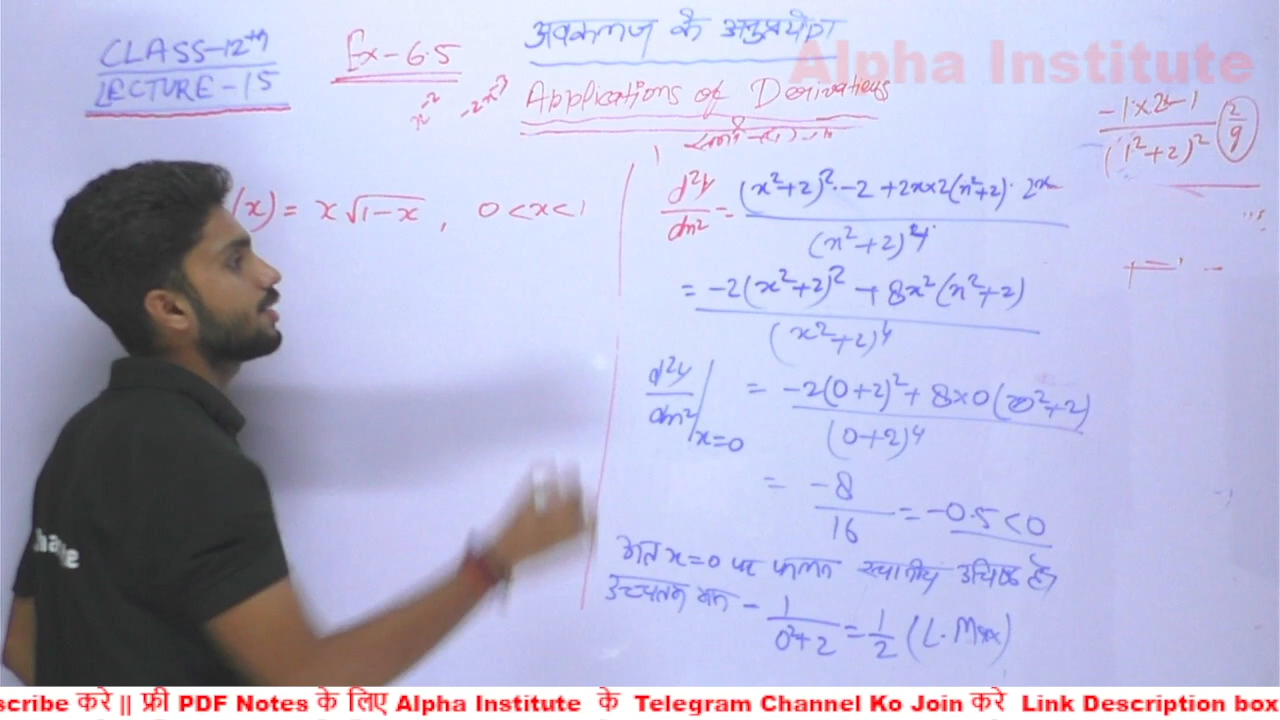 CLASS-12th
LECTURE-15
Ex-6.5
अवकलज के अनुप्रयोग
Alpha Institute
Applications of Derivatives
(x) = x√(1-x), 0<x<1
d²y/dx² = ((x²+2)²·-2 + 2x×2(x²+2)·2x)/(x²+2)⁴
= (-2(x²+2)² + 8x²(x²+2))/(x²+2)⁴
d²y/dx²|x=0 = (-2(0+2)² + 8×0(0²+2))/(0+2)⁴
= -8/16 = -0.5<0
अत x=0 पर फलन स्थानीय उच्चिष्ठ है।
उच्चतम मान - 1/(0²+2) = 1/2 (L.Max)
-1×2-1/(1²+2)² 2/9
hange
scribe करे || फ्री PDF Notes के लिए Alpha Institute के Telegram Channel Ko Join करे Link Description box